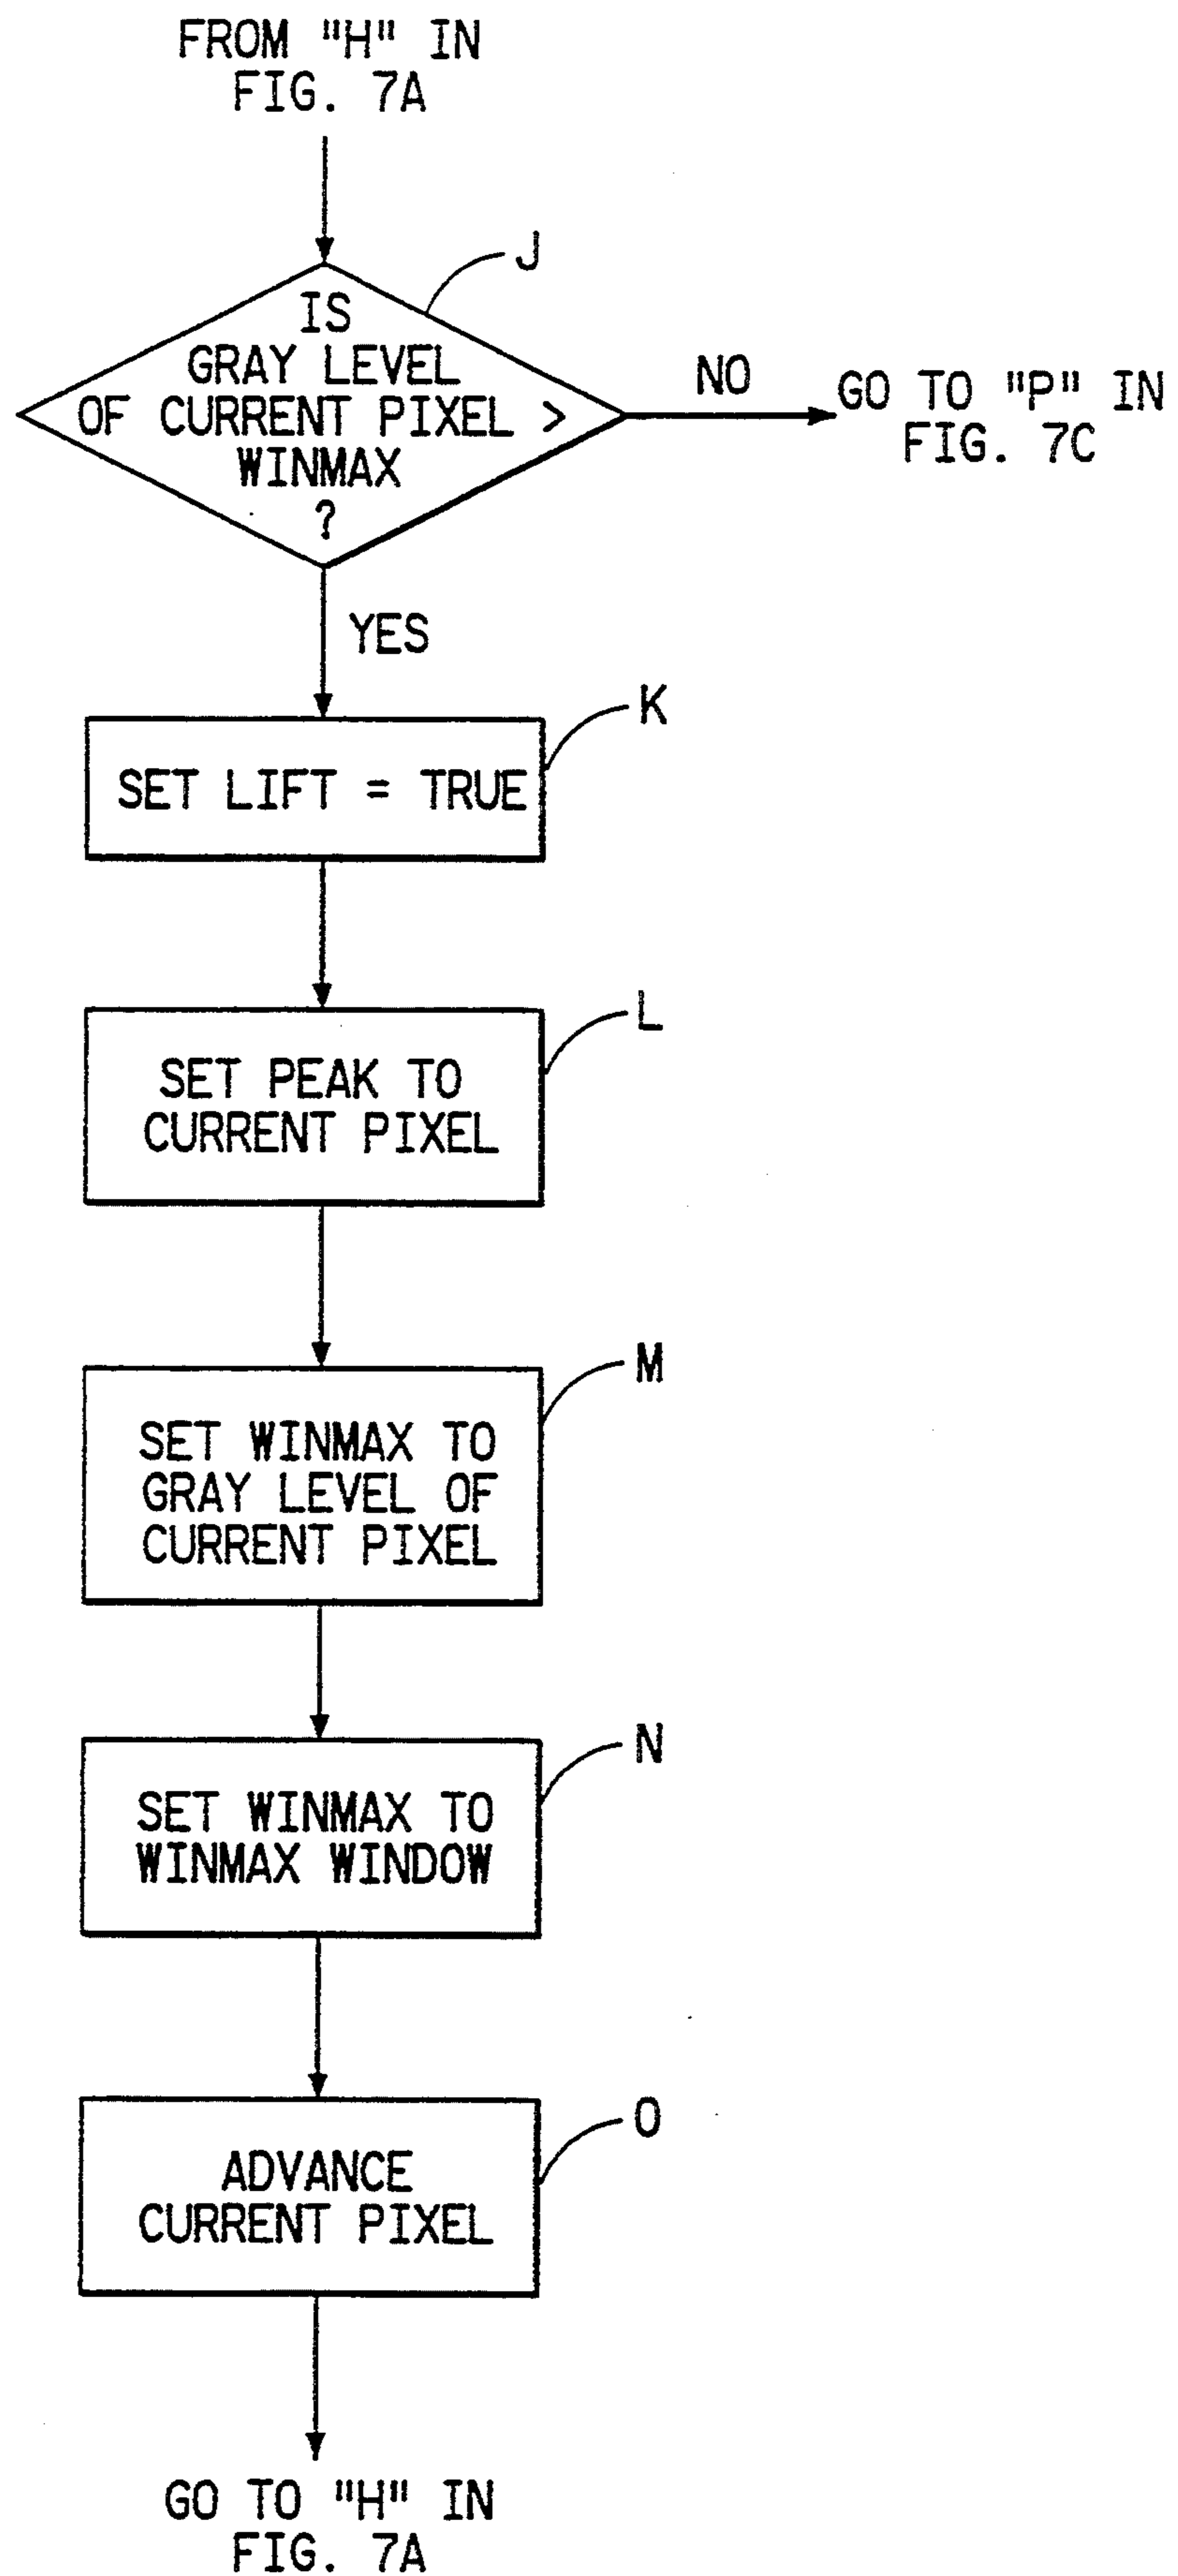 FROM "H" IN
FIG. 7A
J
IS
GRAY LEVEL
OF CURRENT PIXEL >
WINMAX
?
NO
GO TO "P" IN
FIG. 7C
YES
K
SET LIFT = TRUE
L
SET PEAK TO
CURRENT PIXEL
M
SET WINMAX TO
GRAY LEVEL OF
CURRENT PIXEL
N
SET WINMAX TO
WINMAX WINDOW
O
ADVANCE
CURRENT PIXEL
GO TO "H" IN
FIG. 7A